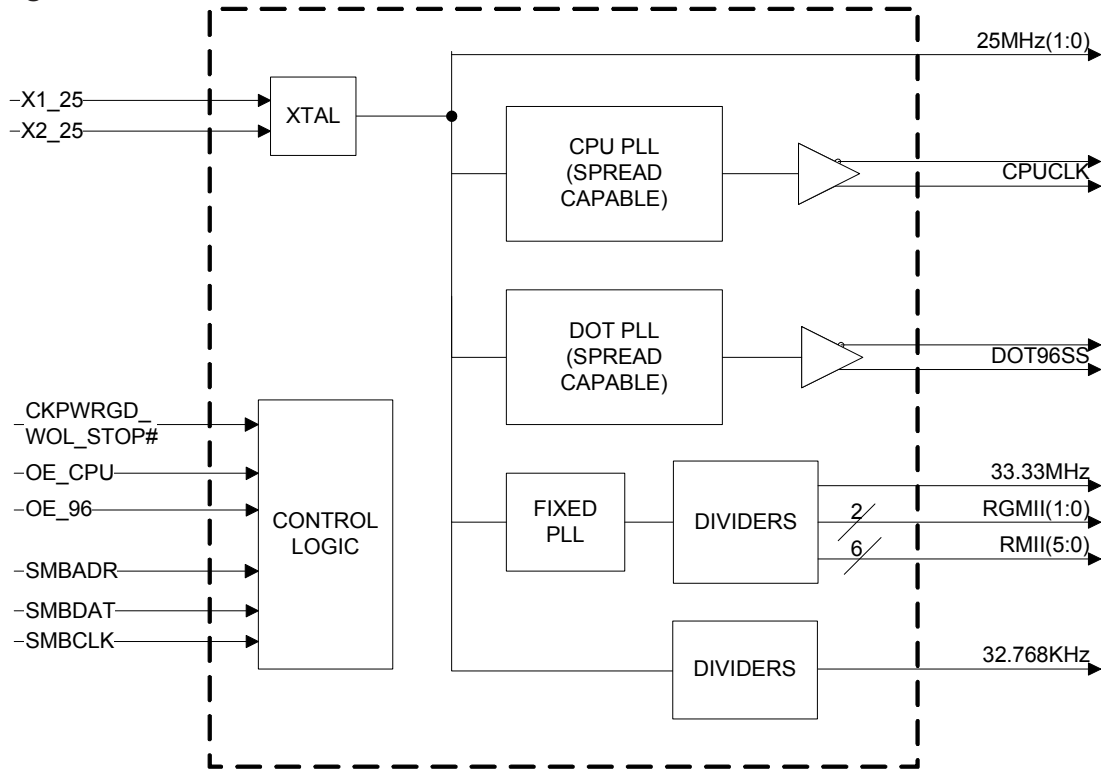 25MHz(1:0)
X1_25
X2_25
XTAL
CPU PLL
(SPREAD
CAPABLE)
CPUCLK
DOT PLL
(SPREAD
CAPABLE)
DOT96SS
CKPWRGD_
WOL_STOP#
OE_CPU
OE_96
SMBADR
SMBDAT
SMBCLK
CONTROL
LOGIC
FIXED
PLL
DIVIDERS
33.33MHz
2
RGMII(1:0)
6
RMII(5:0)
DIVIDERS
32.768KHz